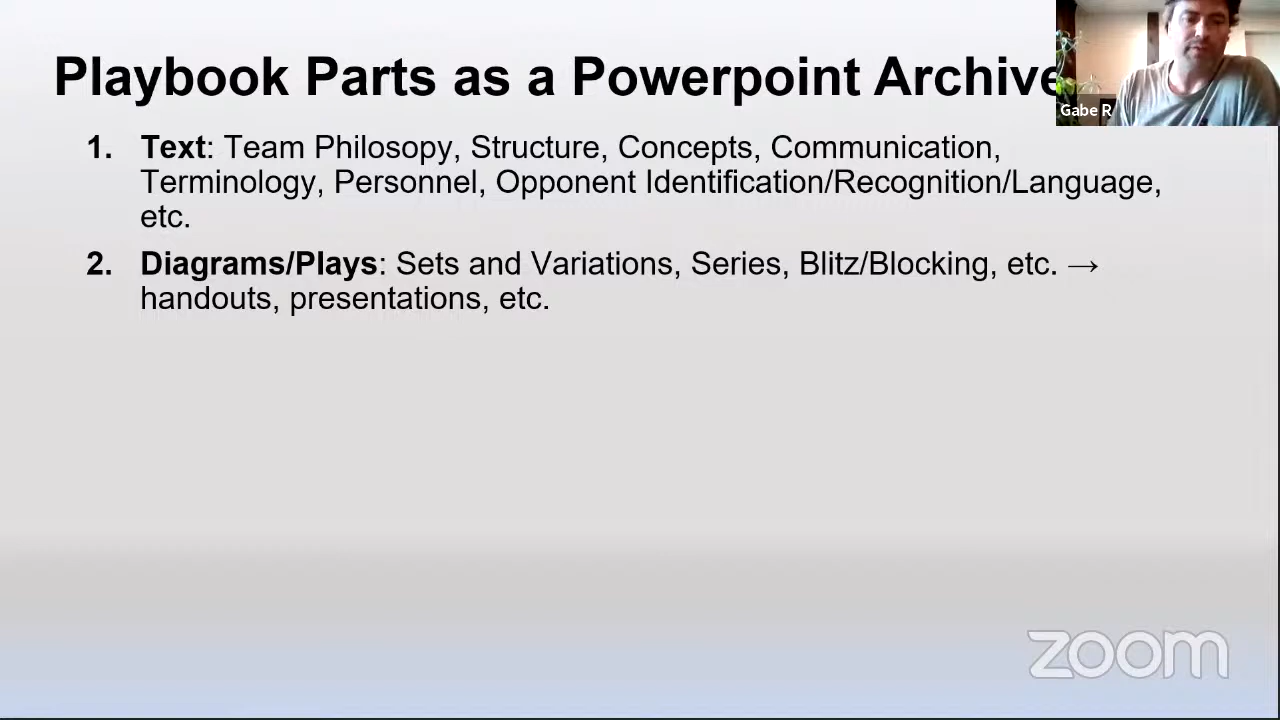 Playbook Parts as a Powerpoint Archive
Gabe R
1. Text: Team Philosopy, Structure, Concepts, Communication,
Terminology, Personnel, Opponent Identification/Recognition/Language,
etc.
2. Diagrams/Plays: Sets and Variations, Series, Blitz/Blocking, etc. →
handouts, presentations, etc.
zoom